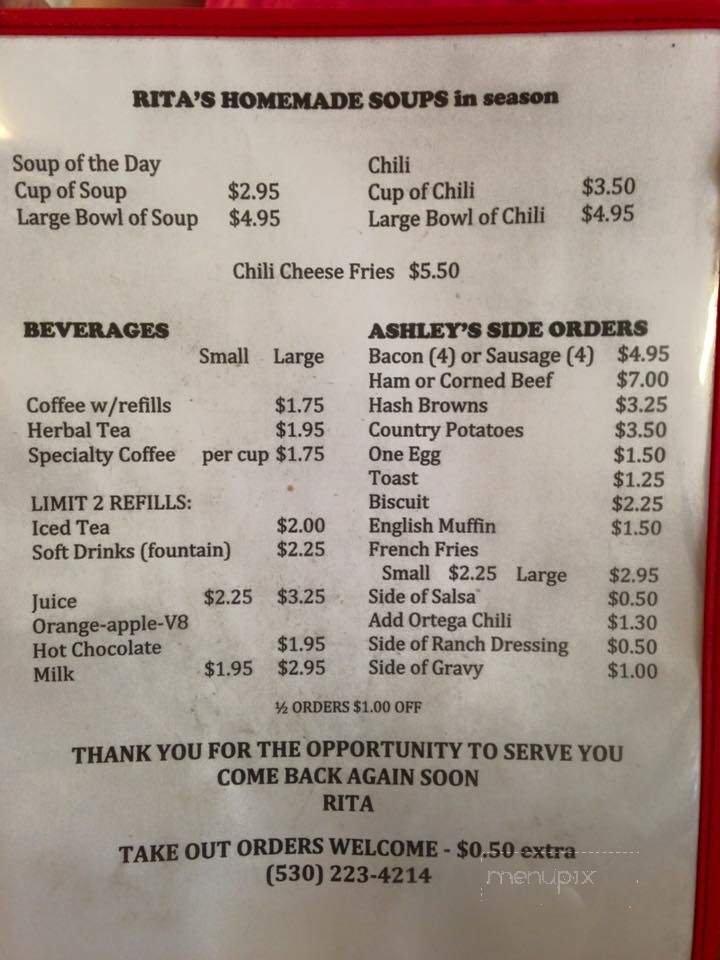 RITA'S HOMEMADE SOUPS in season
Soup of the Day
Cup of Soup $2.95
Large Bowl of Soup $4.95
Chili
Cup of Chili $3.50
Large Bowl of Chili $4.95
Chili Cheese Fries $5.50
BEVERAGES
Small Large
Coffee w/refills $1.75
Herbal Tea $1.95
Specialty Coffee per cup $1.75
LIMIT 2 REFILLS:
Iced Tea $2.00
Soft Drinks (fountain) $2.25
Juice $2.25 $3.25
Orange-apple-V8
Hot Chocolate $1.95
Milk $1.95 $2.95
ASHLEY'S SIDE ORDERS
Bacon (4) or Sausage (4) $4.95
Ham or Corned Beef $7.00
Hash Browns $3.25
Country Potatoes $3.50
One Egg $1.50
Toast $1.25
Biscuit $2.25
English Muffin $1.50
French Fries
Small $2.25 Large $2.95
Side of Salsa $0.50
Add Ortega Chili $1.30
Side of Ranch Dressing $0.50
Side of Gravy $1.00
½ ORDERS $1.00 OFF
THANK YOU FOR THE OPPORTUNITY TO SERVE YOU
COME BACK AGAIN SOON
RITA
TAKE OUT ORDERS WELCOME - $0.50 extra
(530) 223-4214
menupix